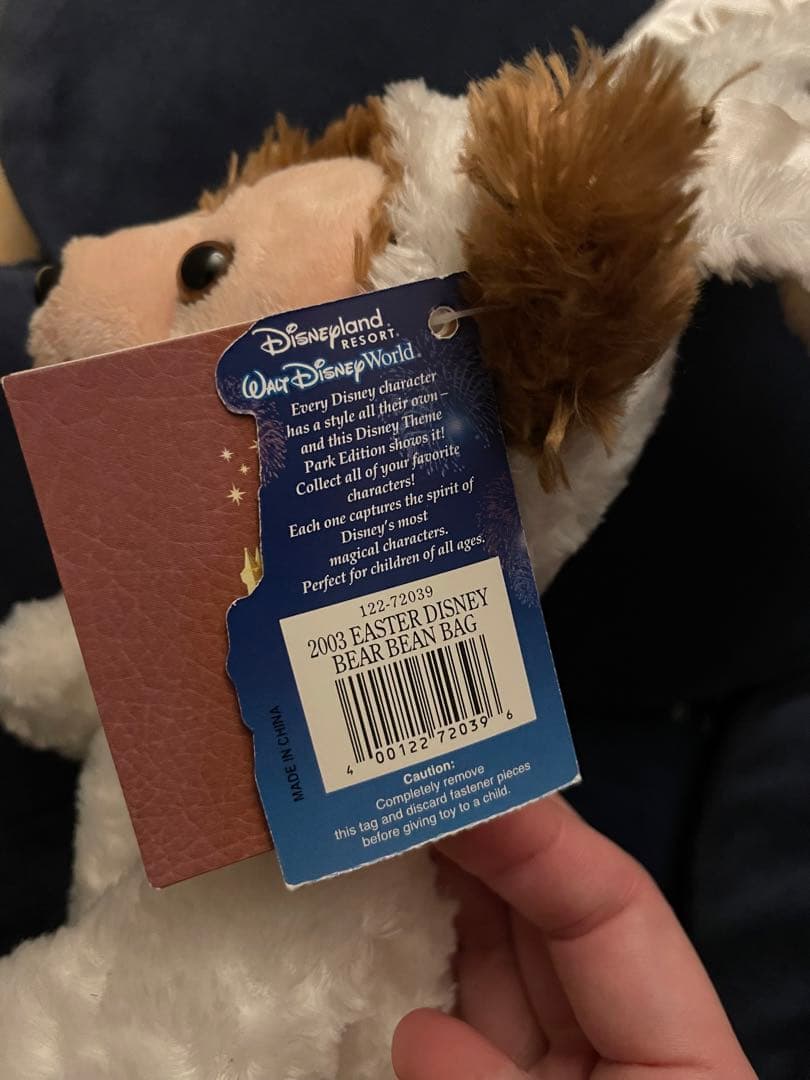 Disneyland
RESORT.
Walt Disney World.
Every Disney character
has a style all their own–
and this Disney Theme
Park Edition shows it!
Collect all of your favorite
characters!
Each one captures the spirit of
Disney's most
magical characters.
Perfect for children of all ages.
122-72039
2003 EASTER DISNEY
BEAR BEAN BAG
4 00122 72039 6
MADE IN CHINA
Caution:
Completely remove
this tag and discard fastener pieces
before giving toy to a child.